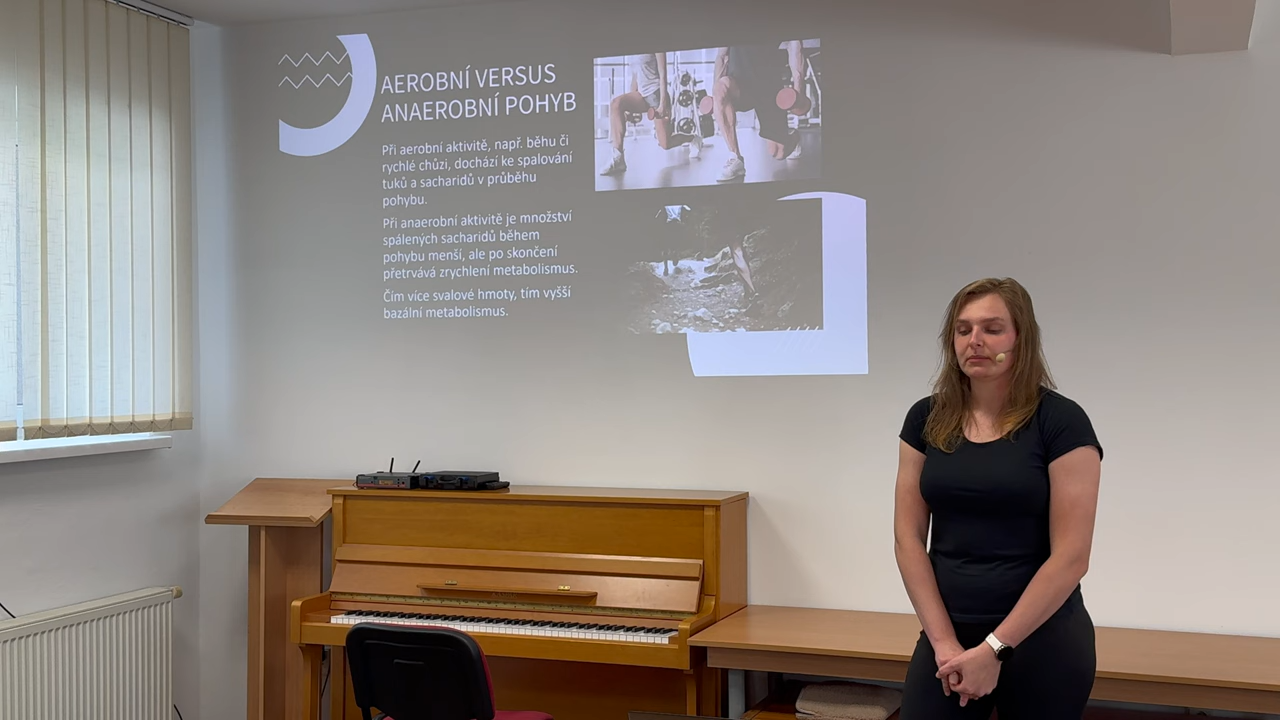 AEROBNÍ VERSUS
ANAEROBNÍ POHYB
Při aerobní aktivitě, např. běhu či
rychlé chůzi, dochází ke spalování
tuků a sacharidů v průběhu
pohybu.
Při anaerobní aktivitě je množství
spálených sacharidů během
pohybu menší, ale po skončení
přetrvává zrychlení metabolismus.
Čím více svalové hmoty, tím vyšší
bazální metabolismus.